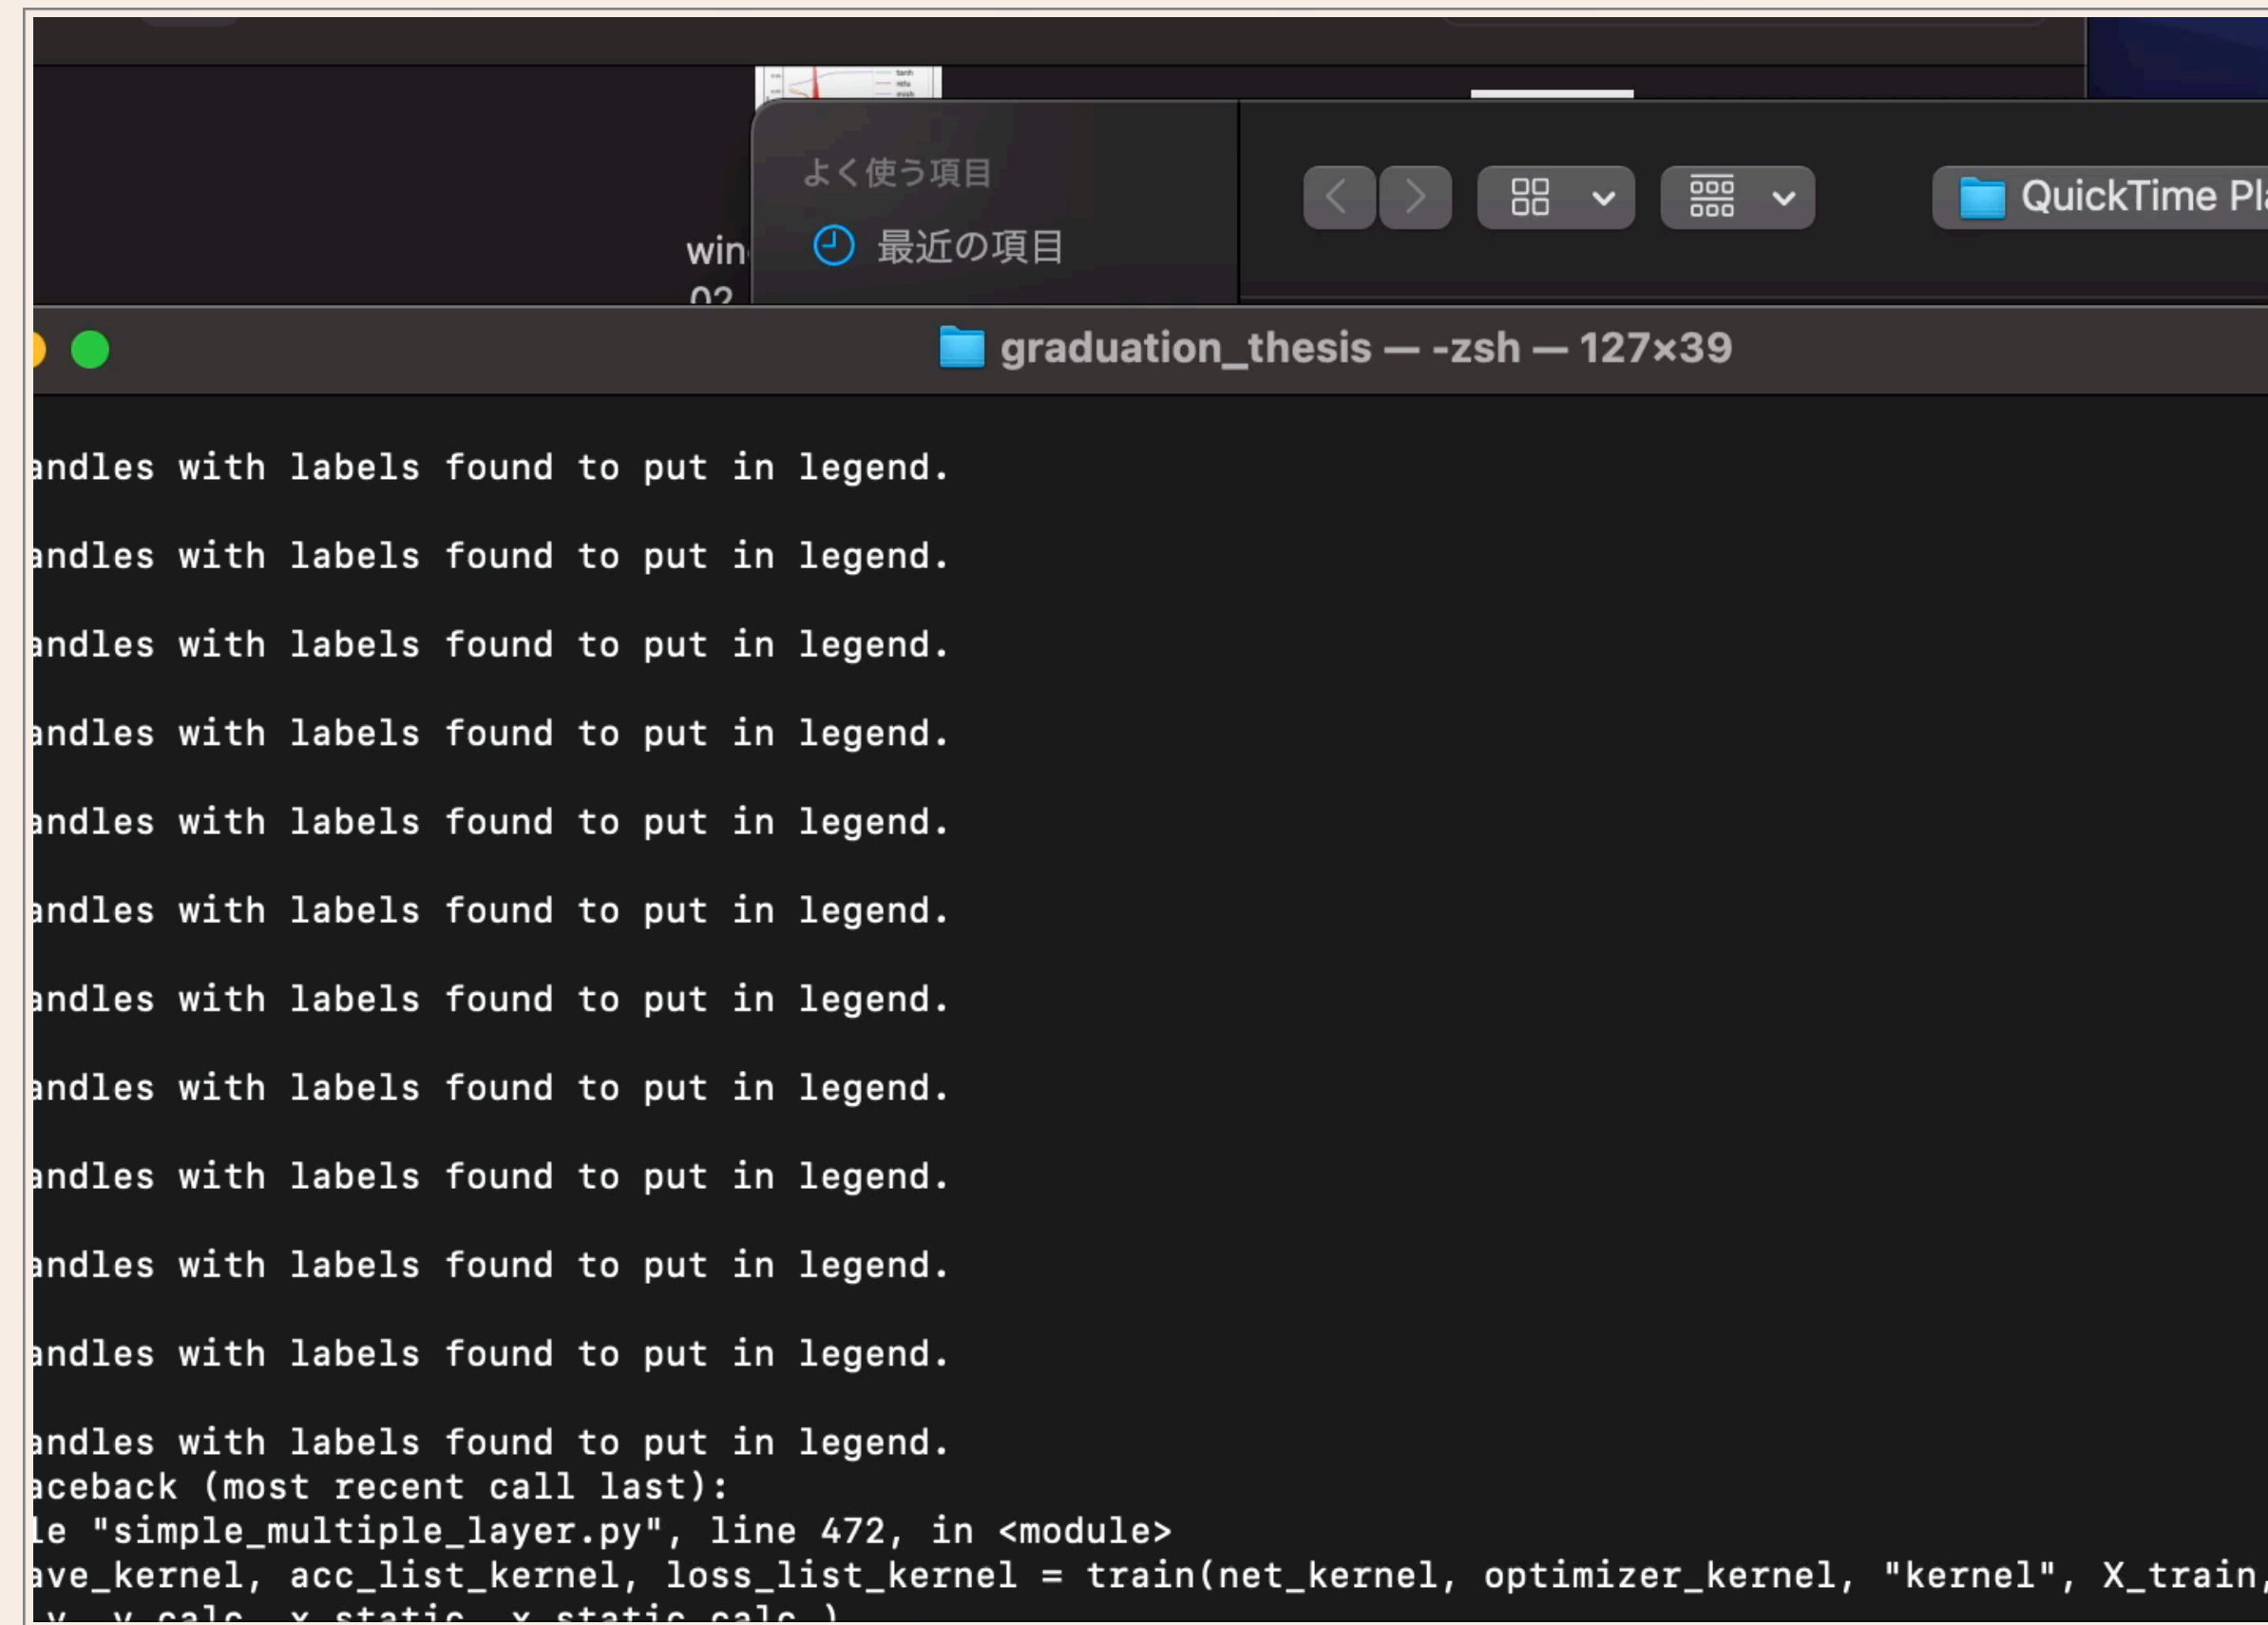 tanh
relu
mish
よく使う項目
最近の項目
win
02
QuickTime Pla
graduation_thesis — -zsh — 127×39
andles with labels found to put in legend.
andles with labels found to put in legend.
andles with labels found to put in legend.
andles with labels found to put in legend.
andles with labels found to put in legend.
andles with labels found to put in legend.
andles with labels found to put in legend.
andles with labels found to put in legend.
andles with labels found to put in legend.
andles with labels found to put in legend.
andles with labels found to put in legend.
andles with labels found to put in legend.
aceback (most recent call last):
le "simple_multiple_layer.py", line 472, in <module>
ave_kernel, acc_list_kernel, loss_list_kernel = train(net_kernel, optimizer_kernel, "kernel", X_train,